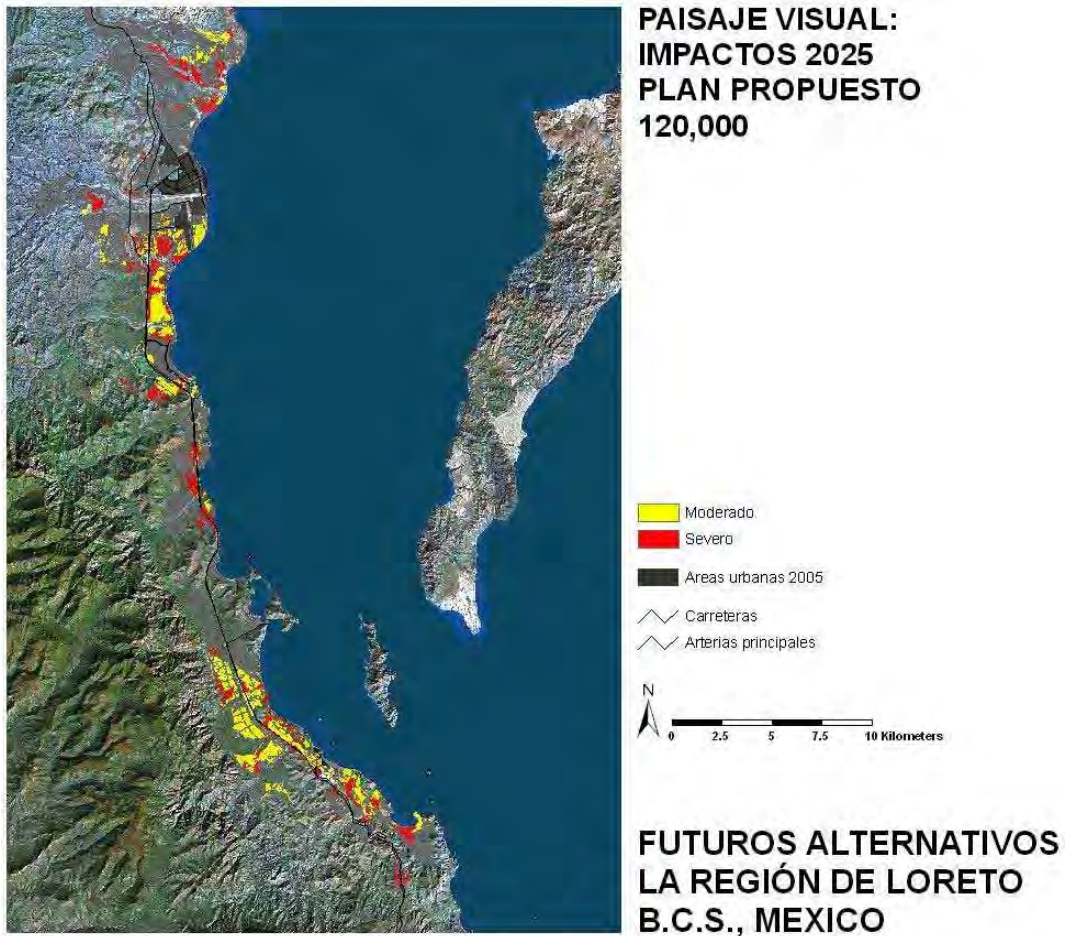 PAISAJE VISUAL:
IMPACTOS 2025
PLAN PROPUESTO
120,000
Moderado
Severo
Areas urbanas 2005
Carreteras
Arterias principales
N
0 2.5 5 7.5 10 Kilometers
FUTUROS ALTERNATIVOS
LA REGIÓN DE LORETO
B.C.S., MEXICO